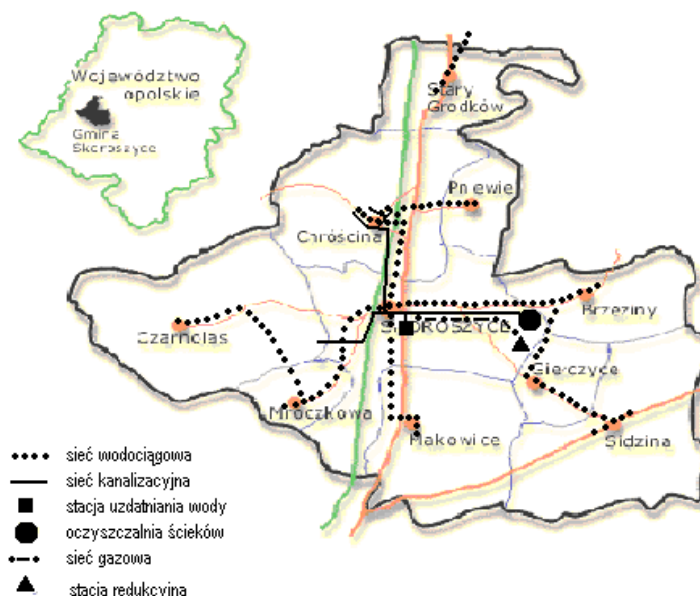 Województwo
opolskie
Gmina
Skoroszyce
Stary
Grodków
Pniewie
Chróścina
Brzeziny
SKOROSZYCE
Czarnolas
Giełczyce
Mroczkowa
Makowice
Sidzina
sieć wodociągowa
sieć kanalizacyjna
stacja uzdatniania wody
oczyszczalnia ścieków
sieć gazowa
stacja redukcyjna